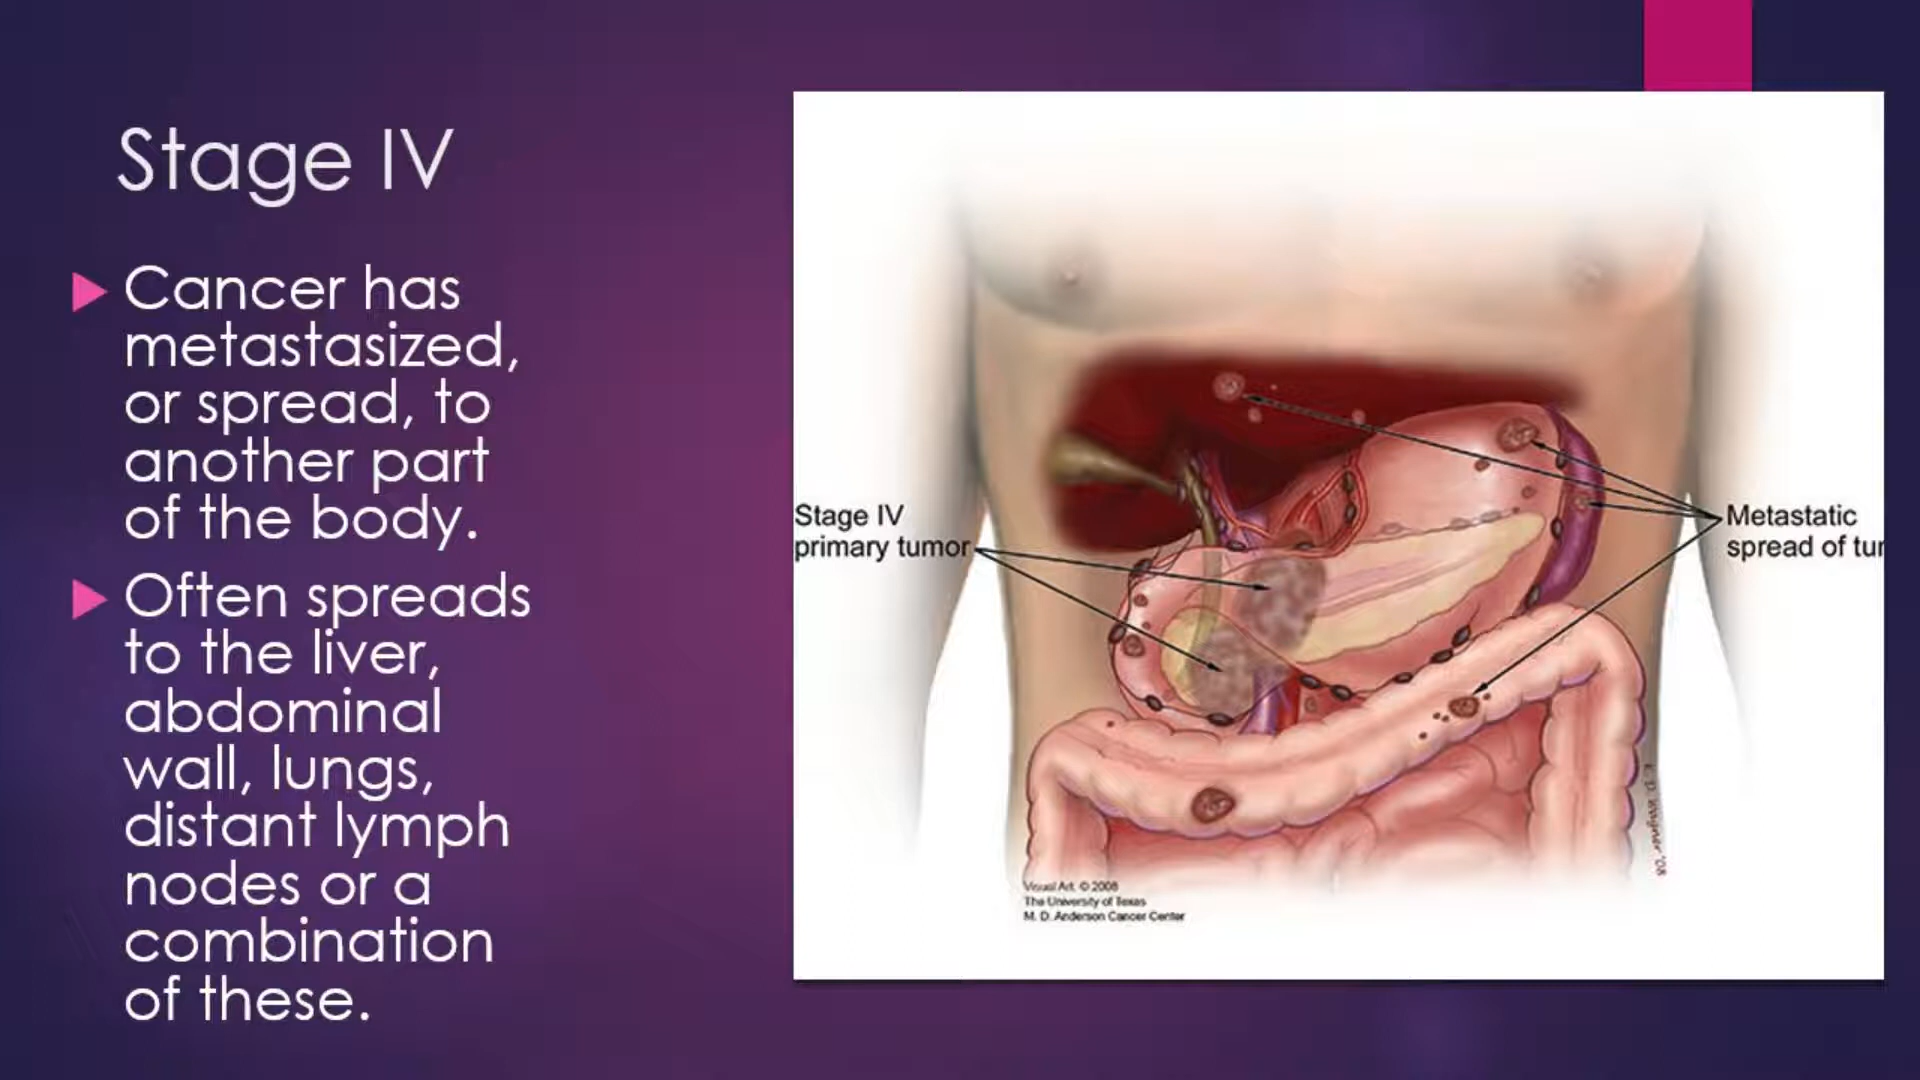 Stage IV
Cancer has
metastasized,
or spread, to
another part
of the body.
Often spreads
to the liver,
abdominal
wall, lungs,
distant lymph
nodes or a
combination
of these.
Stage IV
primary tumor
Metastatic
spread of tur
Visual Art: © 2008
The University of Texas
M. D. Anderson Cancer Center